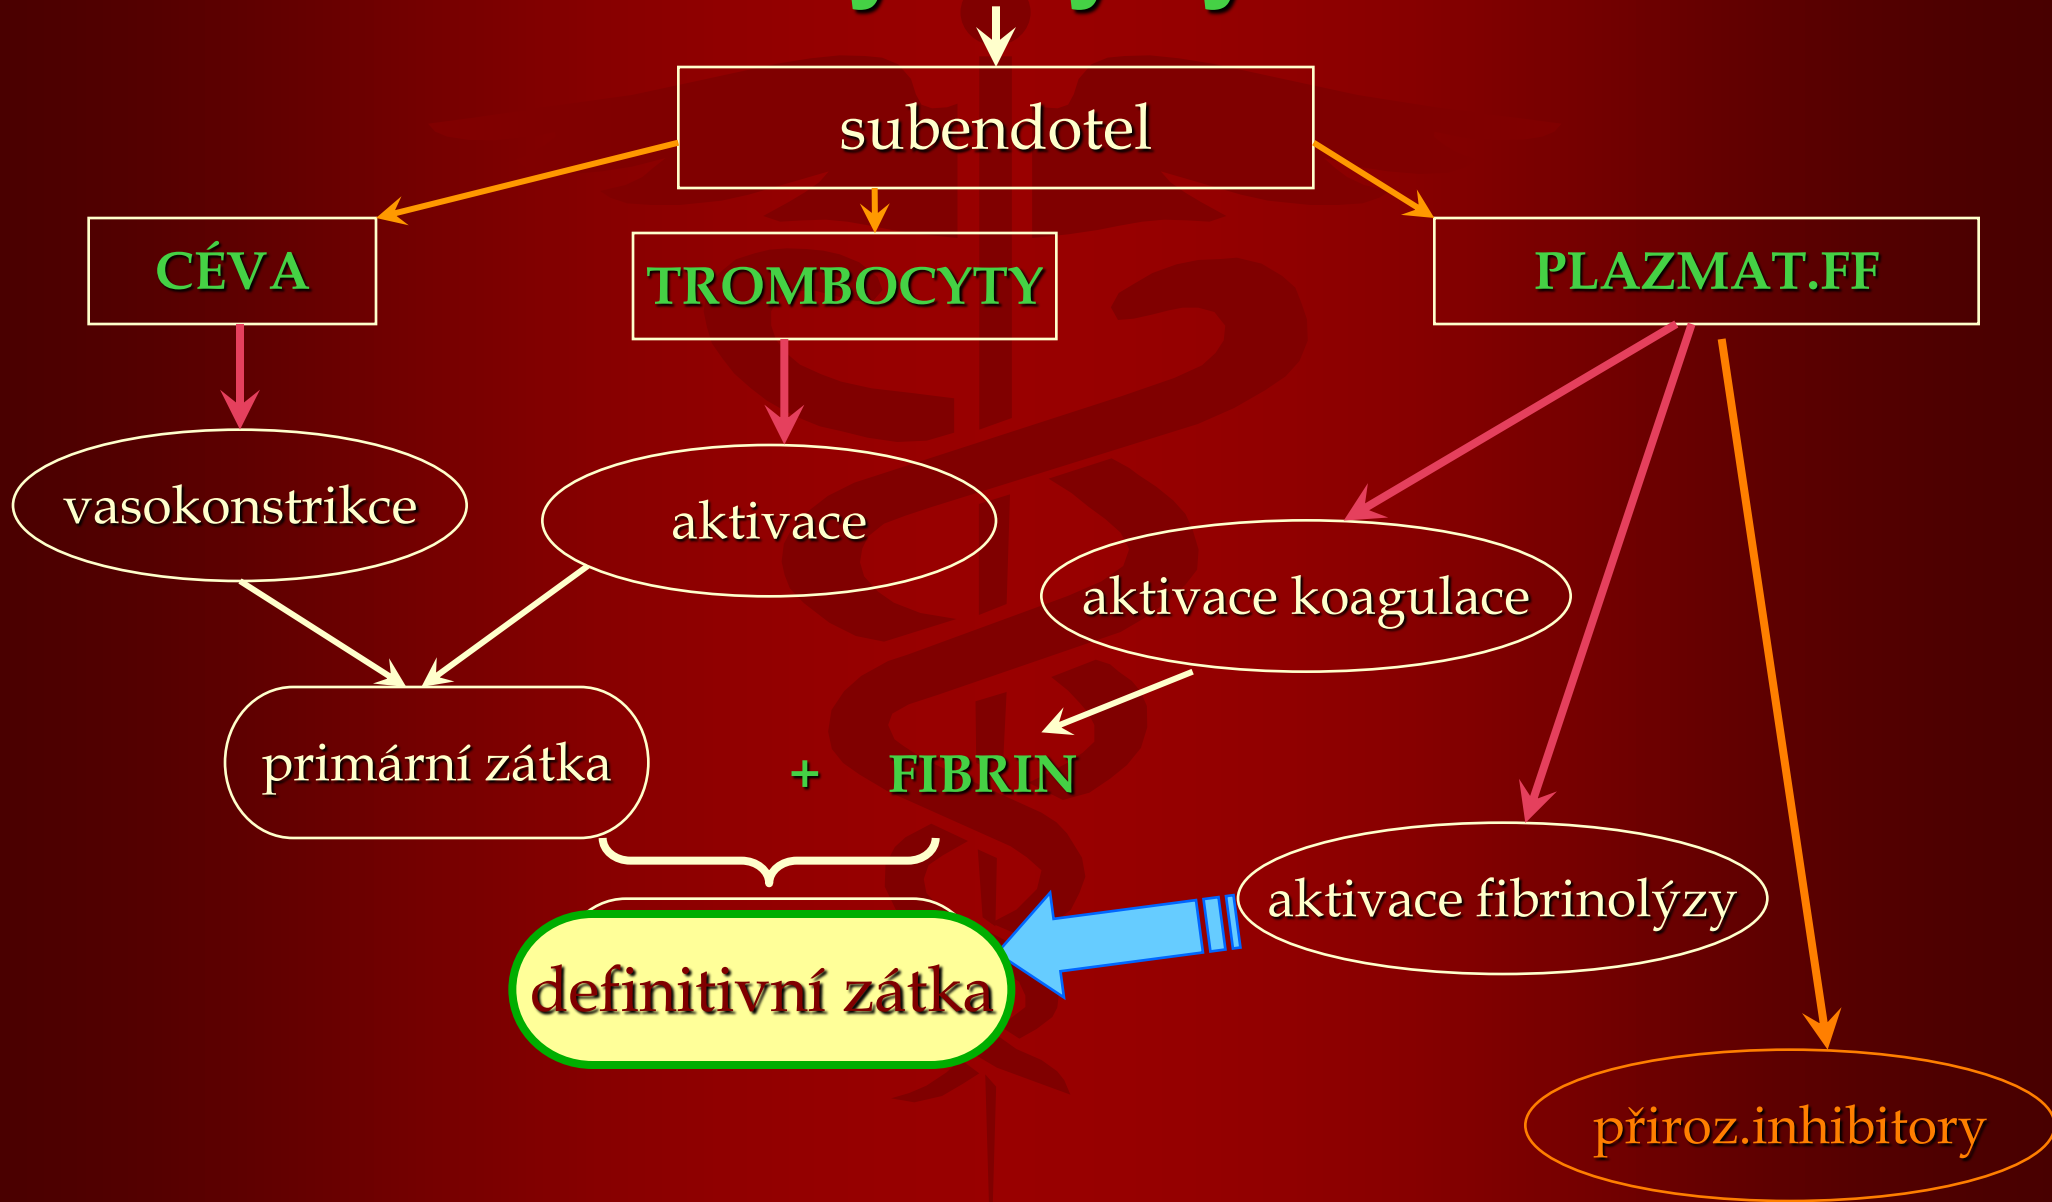 subendotel
CÉVA
TROMBOCYTY
PLAZMAT.FF
vasokonstrikce
aktivace
aktivace koagulace
primární zátka
+ FIBRIN
aktivace fibrinolýzy
definitivní zátka
přiroz.inhibitory